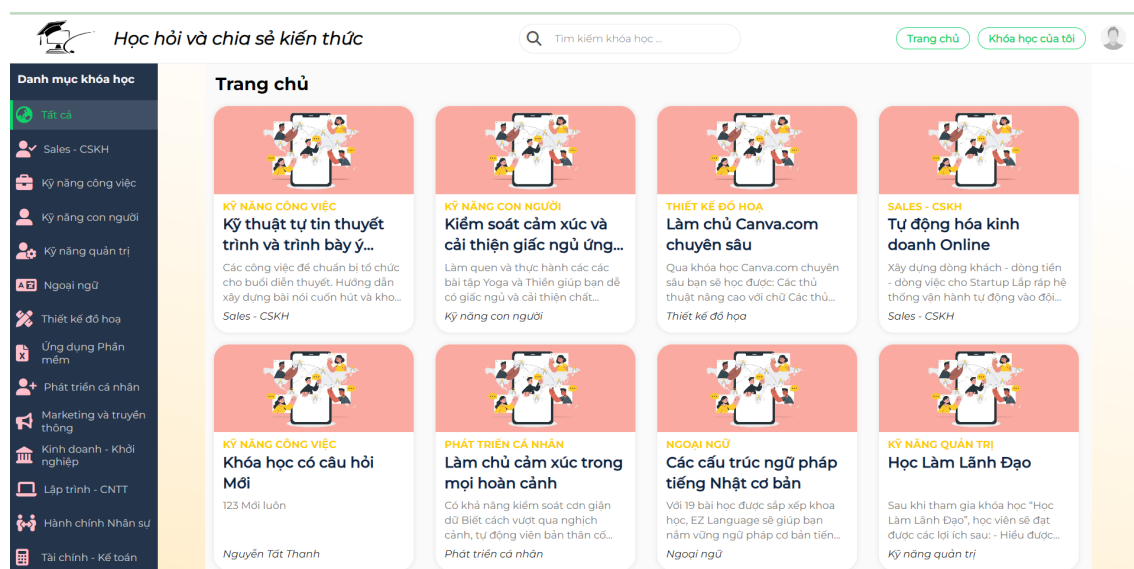 Học hỏi và chia sẻ kiến thức
Tìm kiếm khóa học ...
Trang chủ
Khóa học của tôi
Danh mục khóa học
Tất cả
Sales - CSKH
Kỹ năng công việc
Kỹ năng con người
Kỹ năng quản trị
Ngoại ngữ
Thiết kế đồ hoạ
Ứng dụng Phần
mềm
Phát triển cá nhân
Marketing và truyền
thông
Kinh doanh - Khởi
nghiệp
Lập trình - CNTT
Hành chính Nhân sự
Tài chính - Kế toán
Trang chủ
KỸ NĂNG CÔNG VIỆC
Kỹ thuật tự tin thuyết
trình và trình bày ý...
Các công việc để chuẩn bị tổ chức
cho buổi diễn thuyết. Hướng dẫn
xây dựng bài nói cuốn hút và kho...
Sales - CSKH
KỸ NĂNG CON NGƯỜI
Kiểm soát cảm xúc và
cải thiện giấc ngủ ứng...
Làm quen và thực hành các các
bài tập Yoga và Thiền giúp bạn dễ
có giấc ngủ và cải thiện chất...
Kỹ năng con người
THIẾT KẾ ĐỒ HOẠ
Làm chủ Canva.com
chuyên sâu
Qua khóa học Canva.com chuyên
sâu bạn sẽ học được: Các thủ
thuật nâng cao với chữ Các thủ...
Thiết kế đồ họa
SALES - CSKH
Tự động hóa kinh
doanh Online
Xây dựng dòng khách - dòng tiền
- dòng việc cho Startup Lắp ráp hệ
thống vận hành tự động vào đội...
Sales - CSKH
KỸ NĂNG CÔNG VIỆC
Khóa học có câu hỏi
Mới
123 Mới luôn
Nguyễn Tất Thanh
PHÁT TRIỂN CÁ NHÂN
Làm chủ cảm xúc trong
mọi hoàn cảnh
Có khả năng kiểm soát cơn giận
dữ Biết cách vượt qua nghịch
cảnh, tự động viên bản thân cố...
Phát triển cá nhân
NGOẠI NGỮ
Các cấu trúc ngữ pháp
tiếng Nhật cơ bản
Với 19 bài học được sắp xếp khoa
học, EZ Language sẽ giúp bạn
nắm vững ngữ pháp cơ bản tiến...
Ngoại ngữ
KỸ NĂNG QUẢN TRỊ
Học Làm Lãnh Đạo
Sau khi tham gia khóa học "Học
Làm Lãnh Đạo", học viên sẽ đạt
được các lợi ích sau: - Hiểu được...
Kỹ năng quản trị